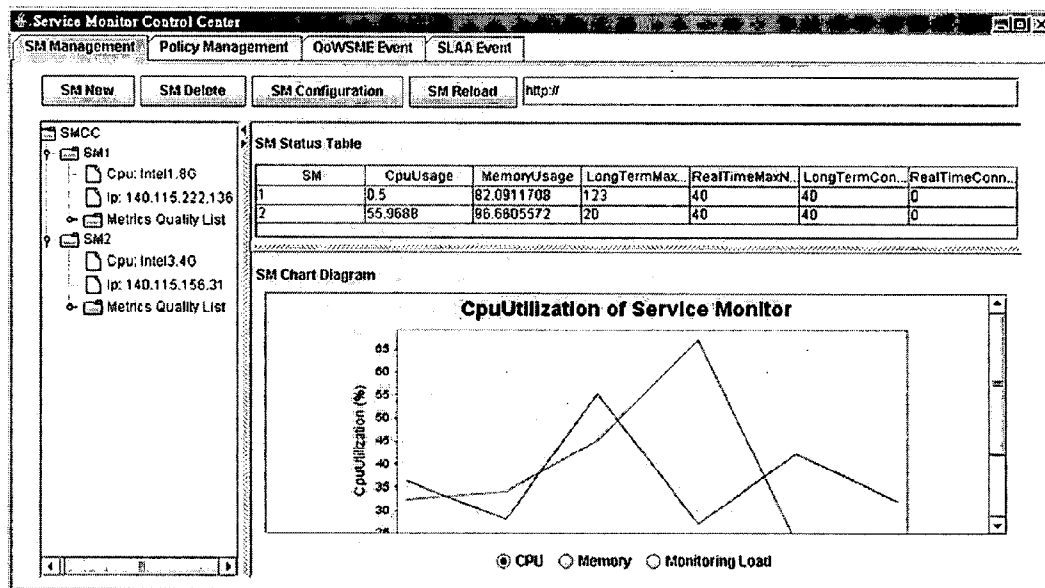 Service Monitor Control Center
SM Management Policy Management QoWSME Event SLAA Event
SM New SM Delete SM Configuration SM Reload http://
SMCC
SM1
Cpu: Intel1.8G
Ip: 140.115.222.136
Metrics Quality List
SM2
Cpu: Intel3.4G
Ip: 140.115.156.31
Metrics Quality List
SM Status Table
SM CpuUsage MemoryUsage LongTermMax... RealTimeMaxN... LongTermCon... RealTimeConn...
1 0.5 82.0911708 123 40 40 0
2 55.9688 96.6605572 20 40 40 0
SM Chart Diagram
CpuUtilization of Service Monitor
CpuUtilization (%)
65
60
55
50
45
40
35
30
25
CPU Memory Monitoring Load